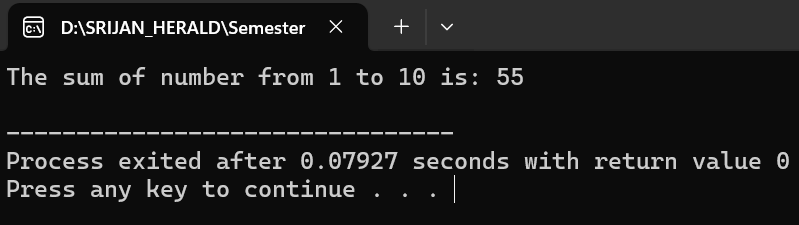 D:\SRIJAN_HERALD\Semester
The sum of number from 1 to 10 is: 55
--------------------------------
Process exited after 0.07927 seconds with return value 0
Press any key to continue . . .